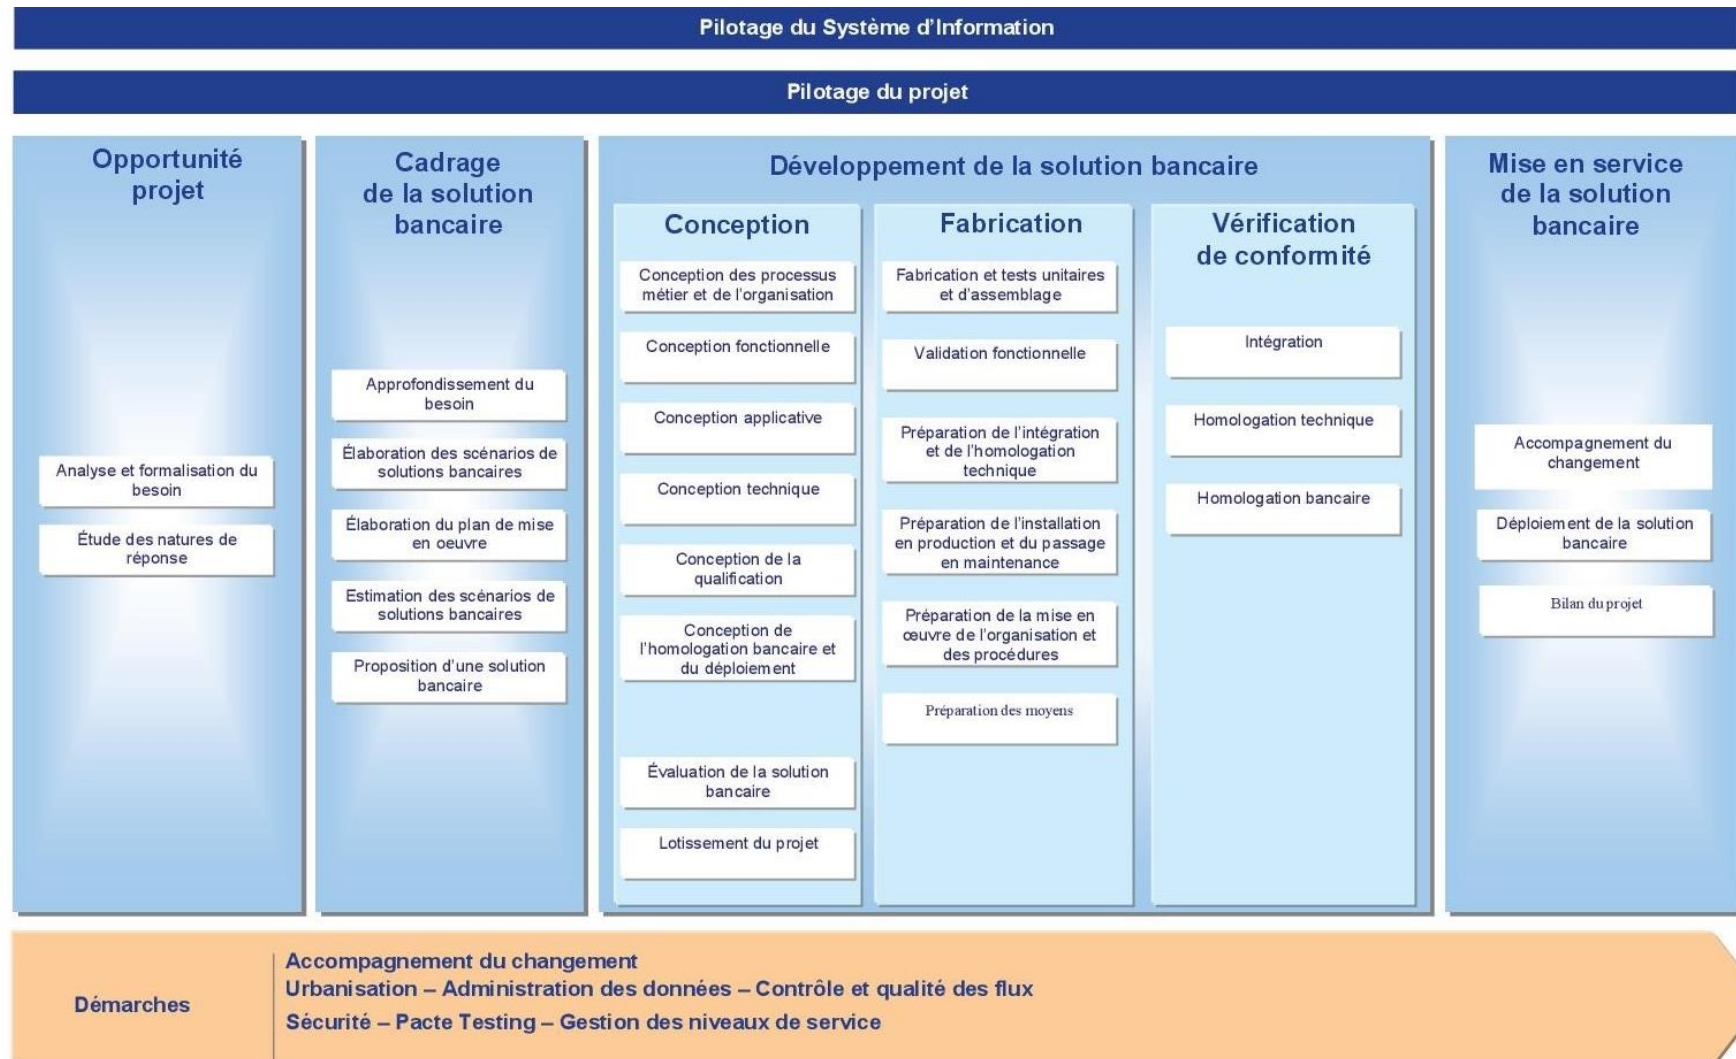 Pilotage du Système d’Information
Pilotage du projet
Opportunité
projet
Analyse et formalisation du
besoin
Étude des natures de
réponse
Cadrage
de la solution
bancaire
Approfondissement du
besoin
Élaboration des scénarios de
solutions bancaires
Élaboration du plan de mise
en oeuvre
Estimation des scénarios de
solutions bancaires
Proposition d’une solution
bancaire
Développement de la solution bancaire
Conception
Conception des processus
métier et de l’organisation
Conception fonctionnelle
Conception applicative
Conception technique
Conception de la
qualification
Conception de
l’homologation bancaire et
du déploiement
Évaluation de la solution
bancaire
Lotissement du projet
Fabrication
Fabrication et tests unitaires
et d’assemblage
Validation fonctionnelle
Préparation de l’intégration
et de l’homologation
technique
Préparation de l’installation
en production et du passage
en maintenance
Préparation de la mise en
œuvre de l’organisation et
des procédures
Préparation des moyens
Vérification
de conformité
Intégration
Homologation technique
Homologation bancaire
Mise en service
de la solution
bancaire
Accompagnement du
changement
Déploiement de la solution
bancaire
Bilan du projet
Démarches
Accompagnement du changement
Urbanisation – Administration des données – Contrôle et qualité des flux
Sécurité – Pacte Testing – Gestion des niveaux de service